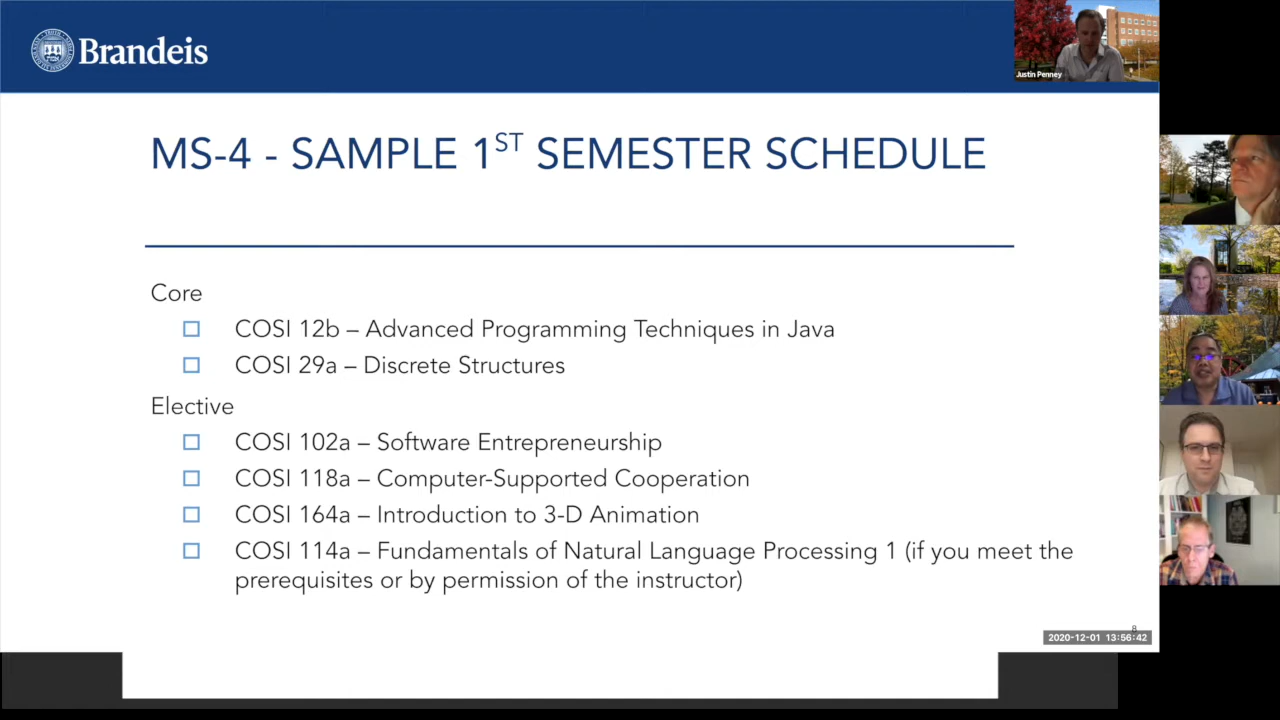 Brandeis
Justin Penney
MS-4 - SAMPLE 1ST SEMESTER SCHEDULE
Core
COSI 12b – Advanced Programming Techniques in Java
COSI 29a – Discrete Structures
Elective
COSI 102a – Software Entrepreneurship
COSI 118a – Computer-Supported Cooperation
COSI 164a – Introduction to 3-D Animation
COSI 114a – Fundamentals of Natural Language Processing 1 (if you meet the
prerequisites or by permission of the instructor)
8
2020-12-01 13:56:42